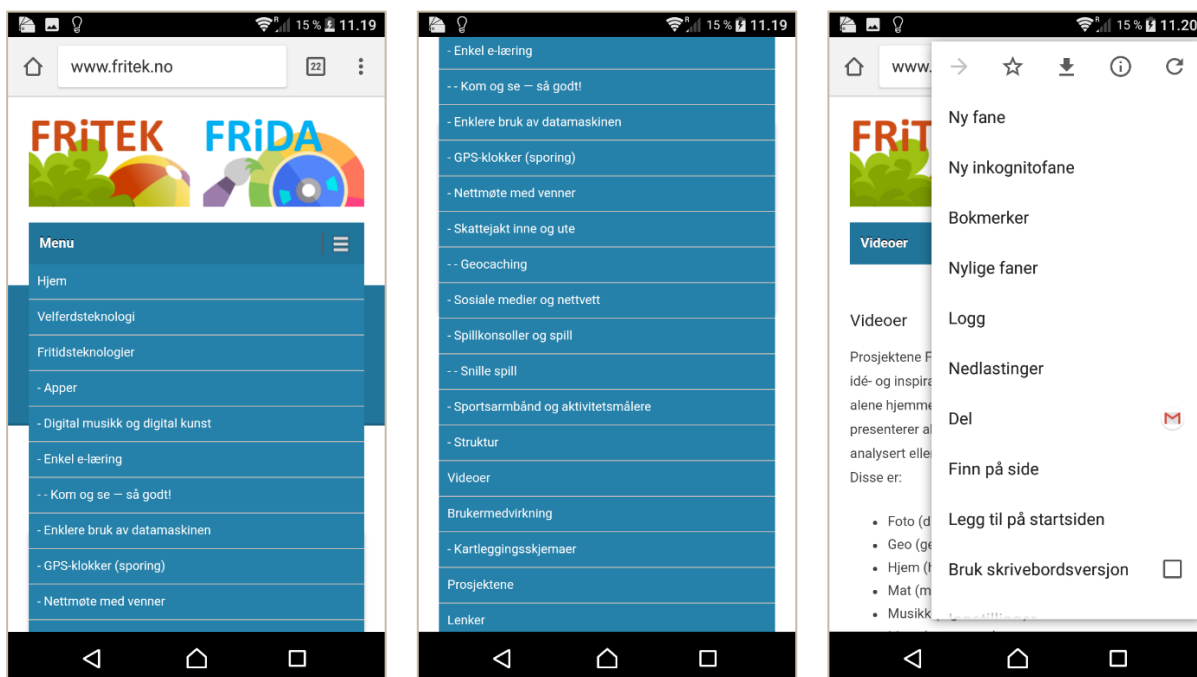 15 % 11.19
www.fritek.no 22
FRiTEK FRiDA
Menu
Hjem
Velferdsteknologi
Fritidsteknologier
- Apper
- Digital musikk og digital kunst
- Enkel e-læring
- - Kom og se – så godt!
- Enklere bruk av datamaskinen
- GPS-klokker (sporing)
- Nettmøte med venner
15 % 11.19
- Enkel e-læring
- - Kom og se – så godt!
- Enklere bruk av datamaskinen
- GPS-klokker (sporing)
- Nettmøte med venner
- Skattejakt inne og ute
- - Geocaching
- Sosiale medier og nettvett
- Spillkonsoller og spill
- - Snille spill
- Sportsarmbånd og aktivitetsmålere
- Struktur
Videoer
Brukermedvirkning
- Kartleggingsskjemaer
Prosjektene
Lenker
15 % 11.20
www.
FRiT
Videoer
Videoer
Prosjektene F
idé- og inspira
alene hjemme
presenterer al
analysert elle
Disse er:
• Foto (d
• Geo (ge
• Hjem (h
• Mat (m
• Musikk
Ny fane
Ny inkognitofane
Bokmerker
Nylige faner
Logg
Nedlastinger
Del
Finn på side
Legg til på startsiden
Bruk skrivebordsversjon